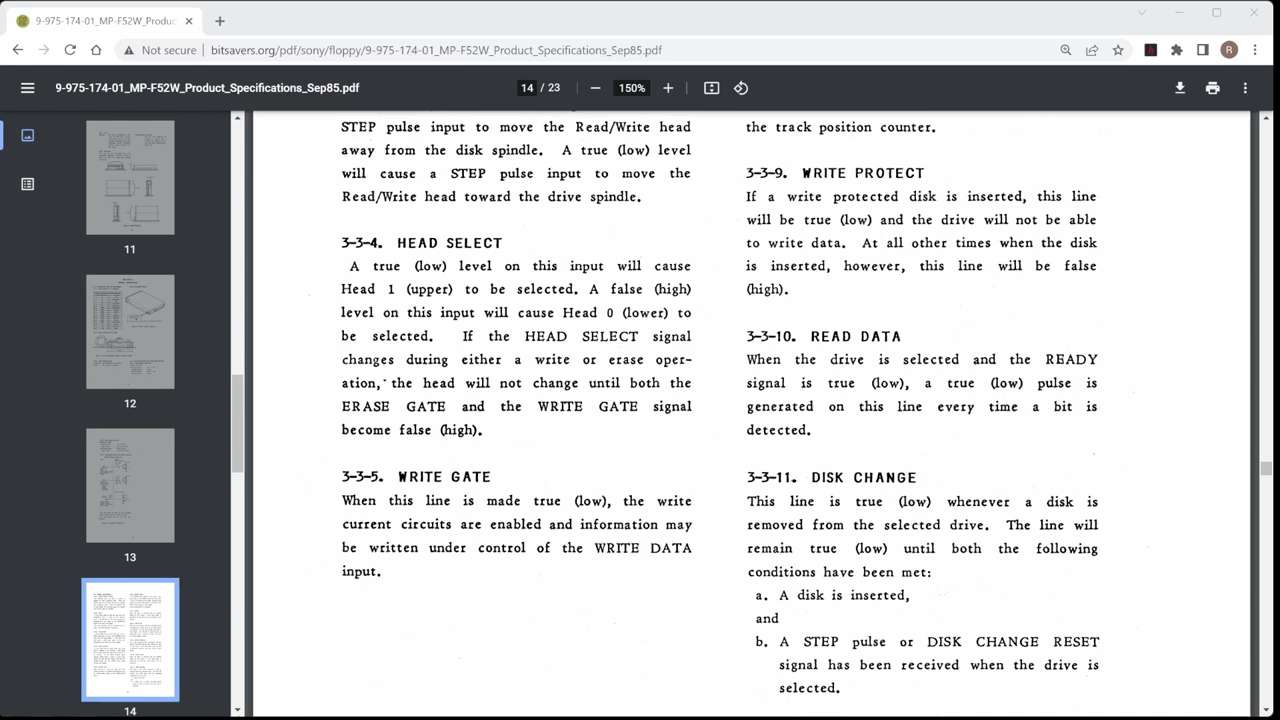 9-975-174-01_MP-F52W_Produc
Not secure
bitsavers.org/pdf/sony/floppy/9-975-174-01_MP-F52W_Product_Specifications_Sep85.pdf
R
9-975-174-01_MP-F52W_Product_Specifications_Sep85.pdf
14 / 23
150%
11
12
13
14
STEP pulse input to move the Read/Write head
away from the disk spindle. A true (low) level
will cause a STEP pulse input to move the
Read/Write head toward the drive spindle.
3-3-4. HEAD SELECT
A true (low) level on this input will cause
Head 1 (upper) to be selected. A false (high)
level on this input will cause Head 0 (lower) to
be selected. If the HEAD SELECT signal
changes during either a write or erase oper-
ation, the head will not change until both the
ERASE GATE and the WRITE GATE signal
become false (high).
3-3-5. WRITE GATE
When this line is made true (low), the write
current circuits are enabled and information may
be written under control of the WRITE DATA
input.
the track position counter.
3-3-9. WRITE PROTECT
If a write protected disk is inserted, this line
will be true (low) and the drive will not be able
to write data. At all other times when the disk
is inserted, however, this line will be false
(high).
3-3-10. READ DATA
When the drive is selected and the READY
signal is true (low), a true (low) pulse is
generated on this line every time a bit is
detected.
3-3-11. DISK CHANGE
This line is true (low) whenever a disk is
removed from the selected drive. The line will
remain true (low) until both the following
conditions have been met:
a. A disk is inserted,
and
b. A STEP pulse or DISK CHANGE RESET
signal has been received when the drive is
selected.